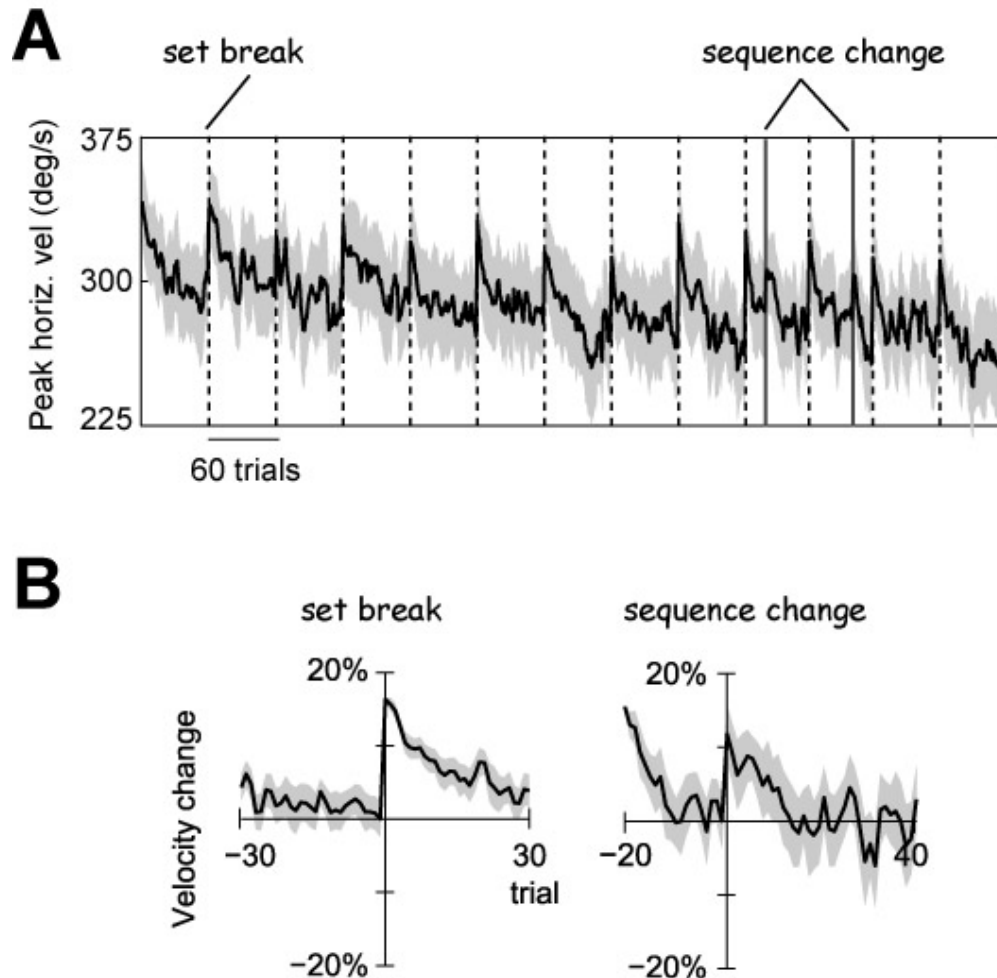 A
set break
sequence change
Peak horiz. vel (deg/s)
375
300
225
60 trials
B
set break
sequence change
Velocity change
20%
20%
−30
30
−20
40
trial
−20%
−20%